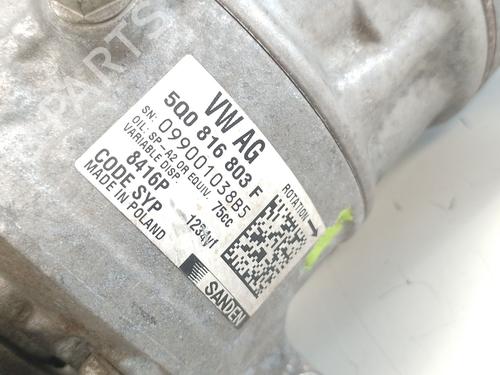 VW AG
5Q0 816 803 F
SN: 099001038B5
OIL: SP-A2 OR EQUIV. 75cc
VARIABLE DISP.
8416P
CODE SYP
MADE IN POLAND
ROTATION
SANDEN
PARTS